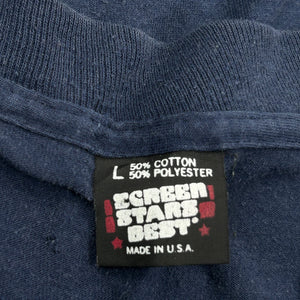 L 50% COTTON
50% POLYESTER
SCREEN
STARS
BEST
MADE IN U.S.A.